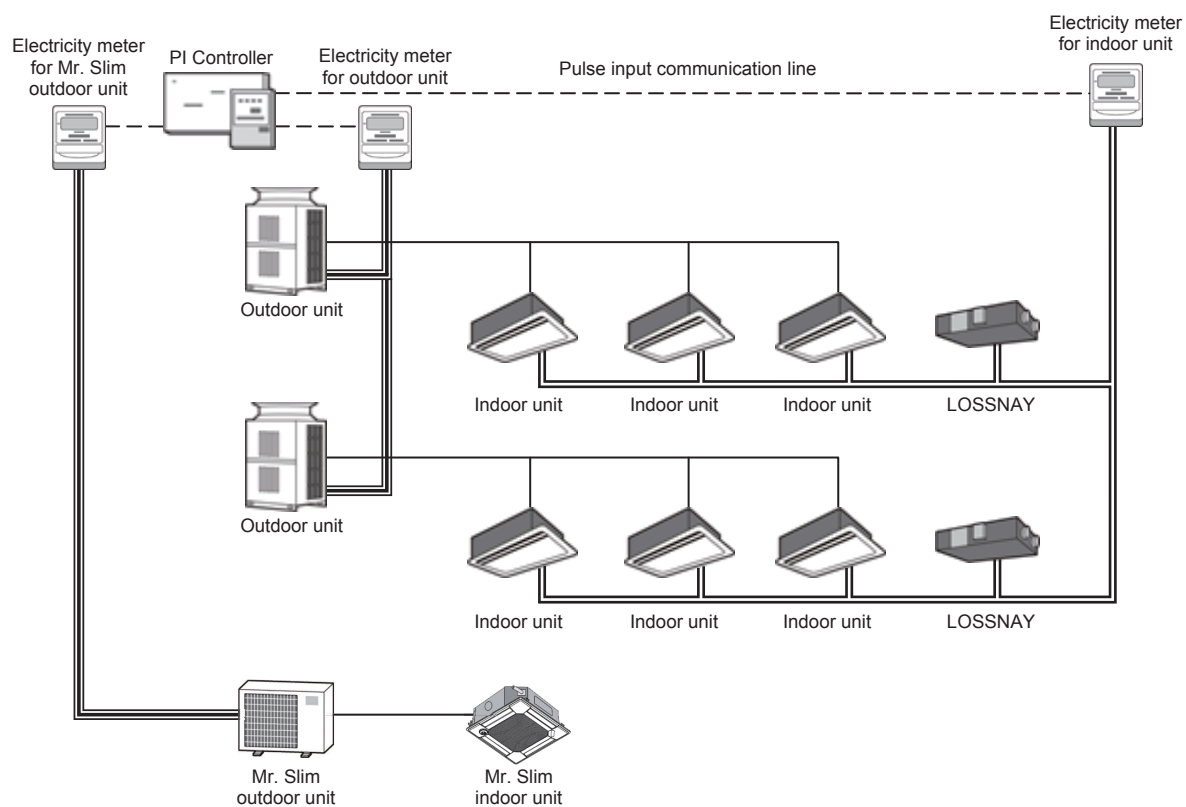 Electricity meter
for Mr. Slim
outdoor unit
PI Controller
Electricity meter
for outdoor unit
Pulse input communication line
Electricity meter
for indoor unit
Outdoor unit
Indoor unit
Indoor unit
Indoor unit
LOSSNAY
Outdoor unit
Indoor unit
Indoor unit
Indoor unit
LOSSNAY
Mr. Slim
outdoor unit
Mr. Slim
indoor unit